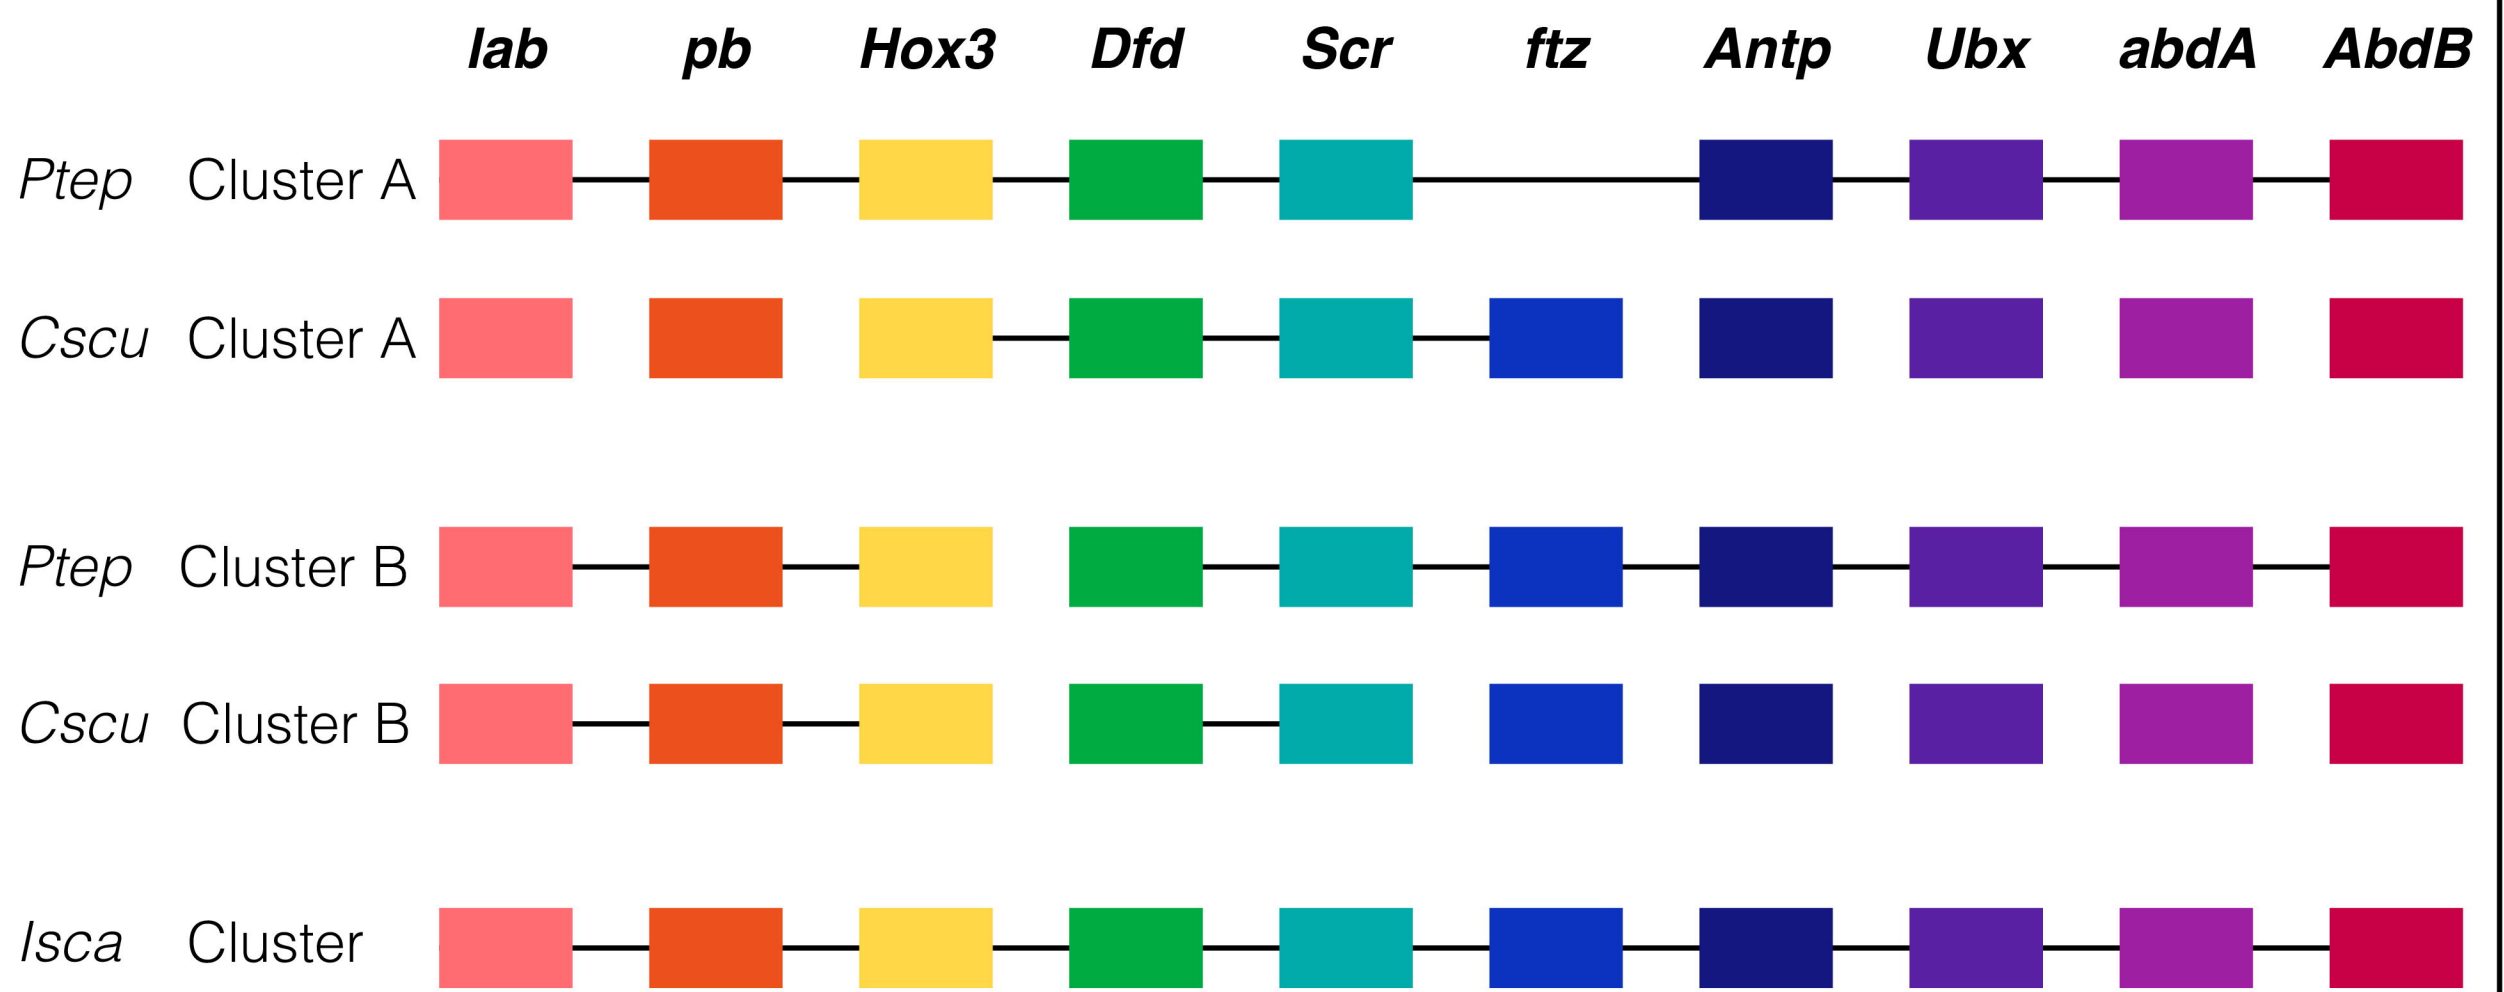 lab pb Hox3 Dfd Scr ftz Antp Ubx abdA AbdB
Ptep Cluster A
Cscu Cluster A
Ptep Cluster B
Cscu Cluster B
Isca Cluster